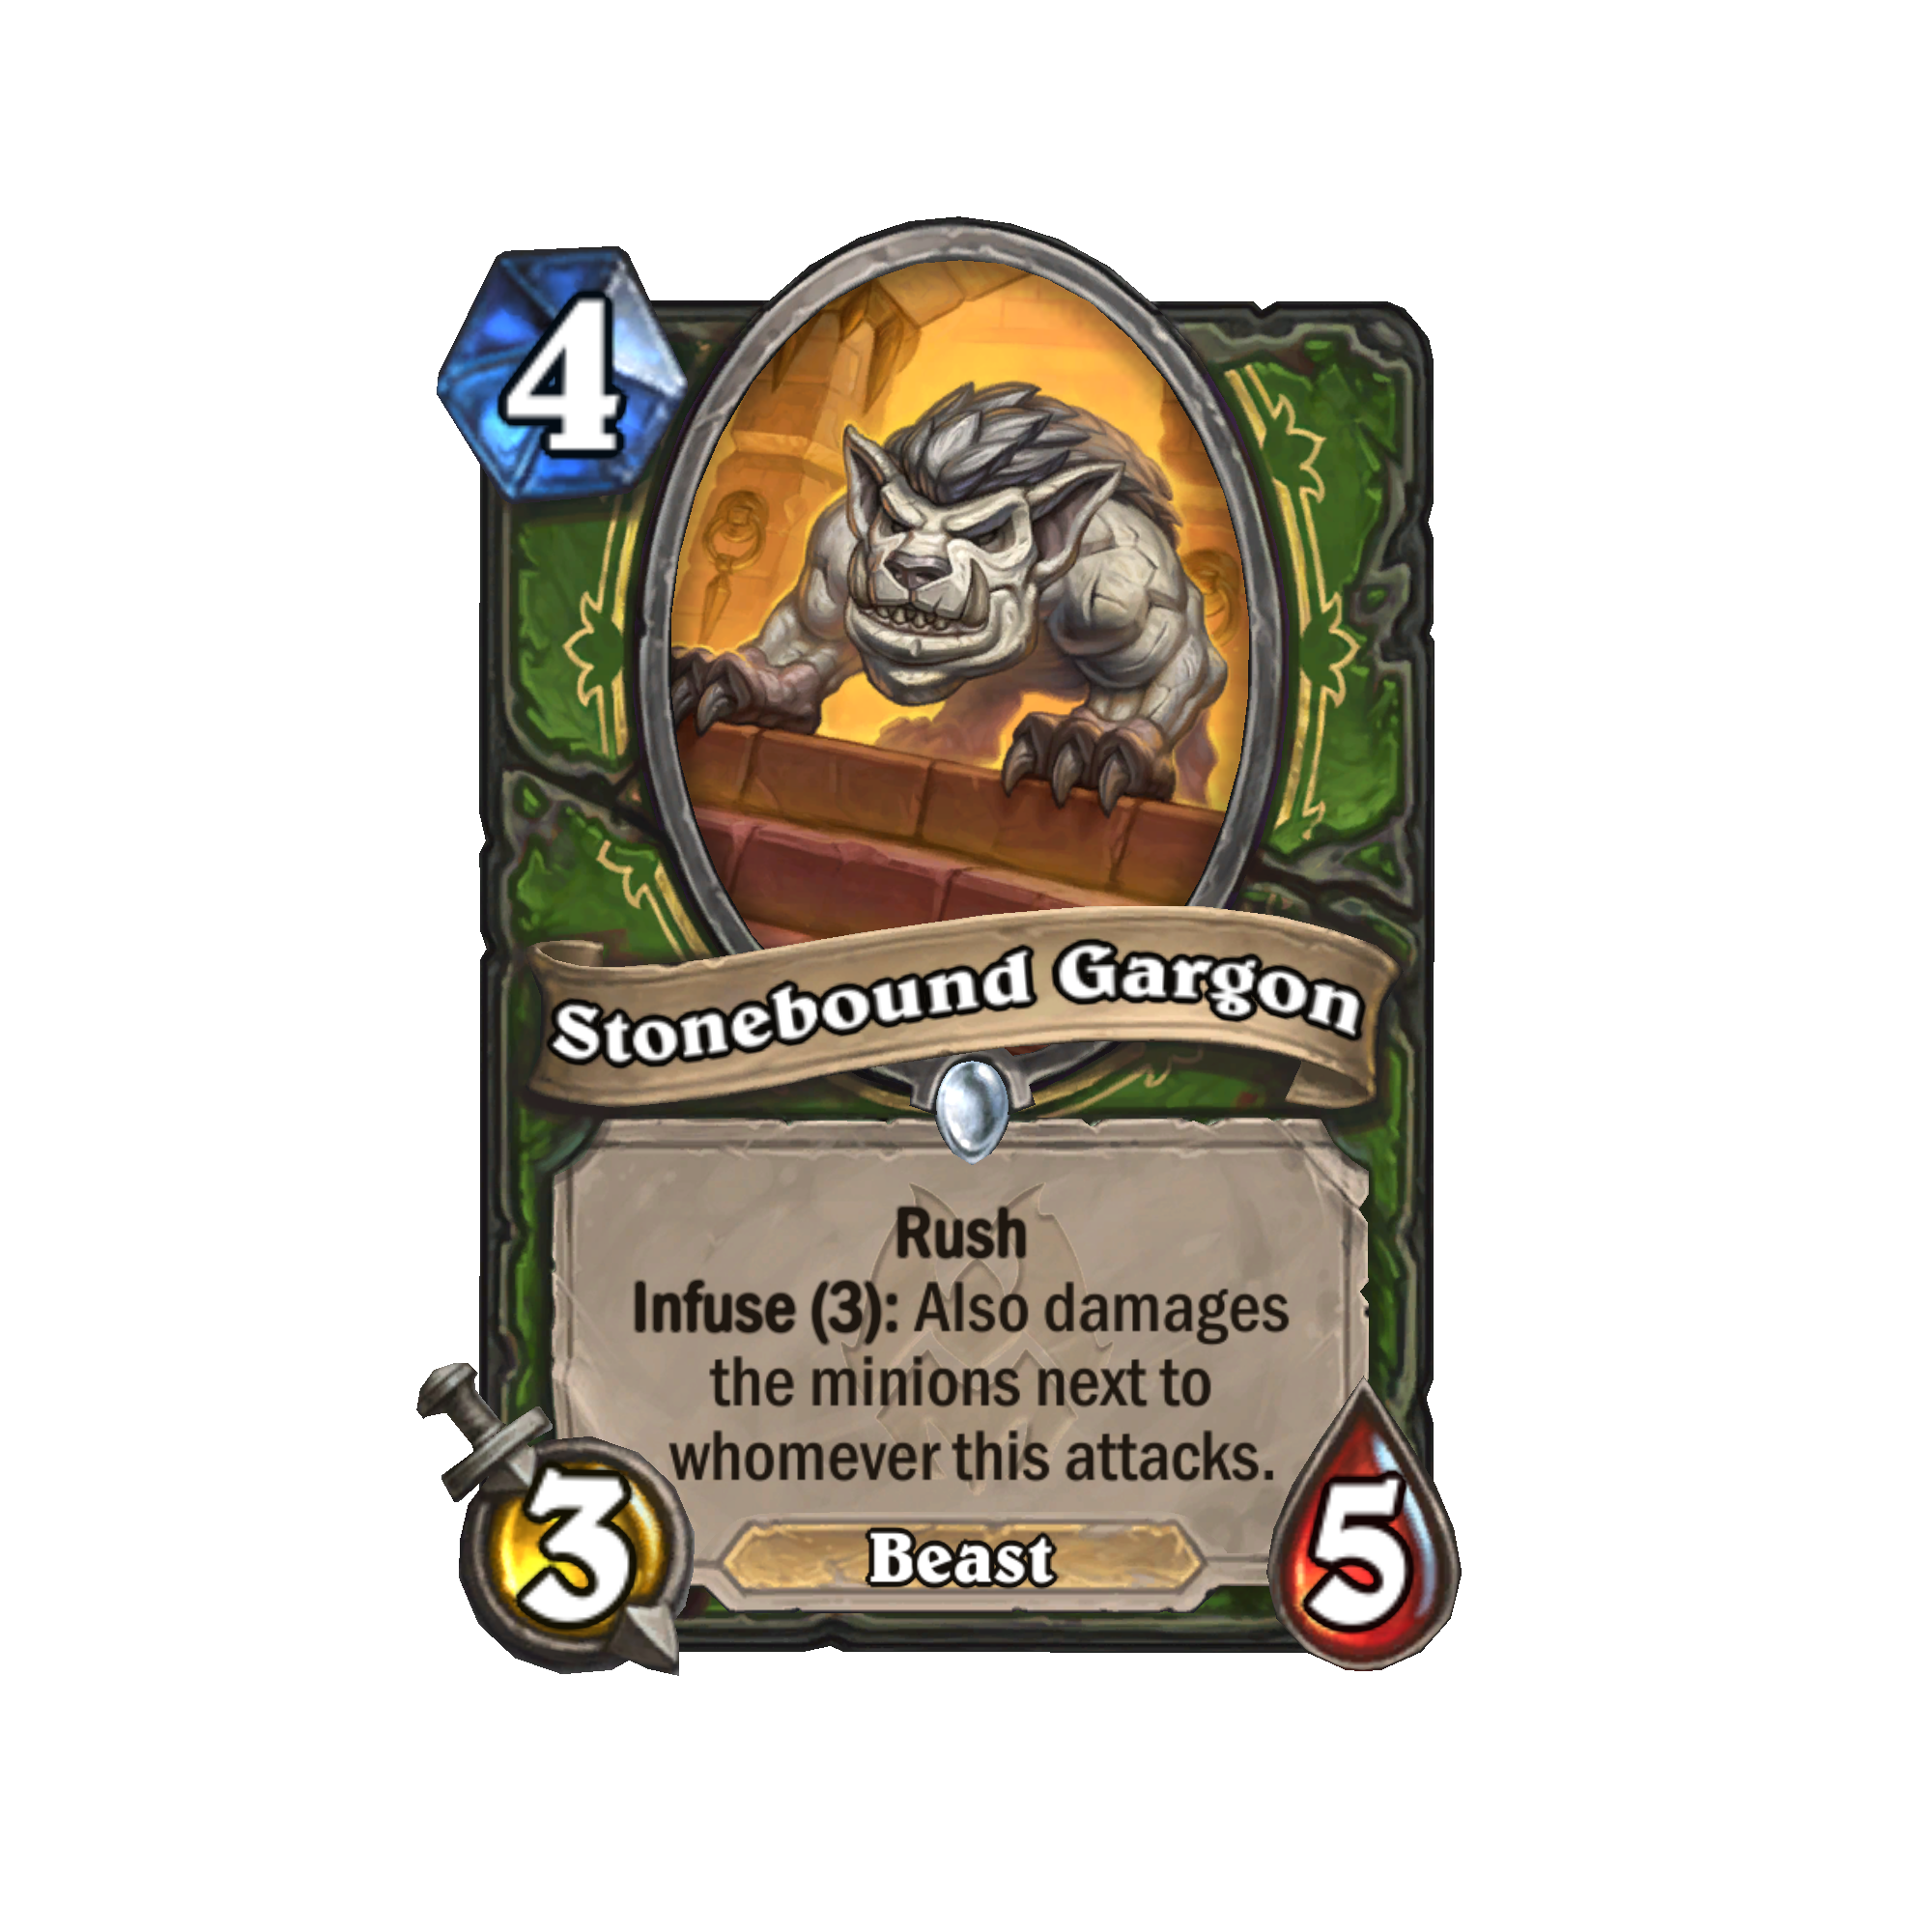 4
Stonebound Gargon
Rush
Infuse (3): Also damages
the minions next to
whomever this attacks.
3
Beast
5